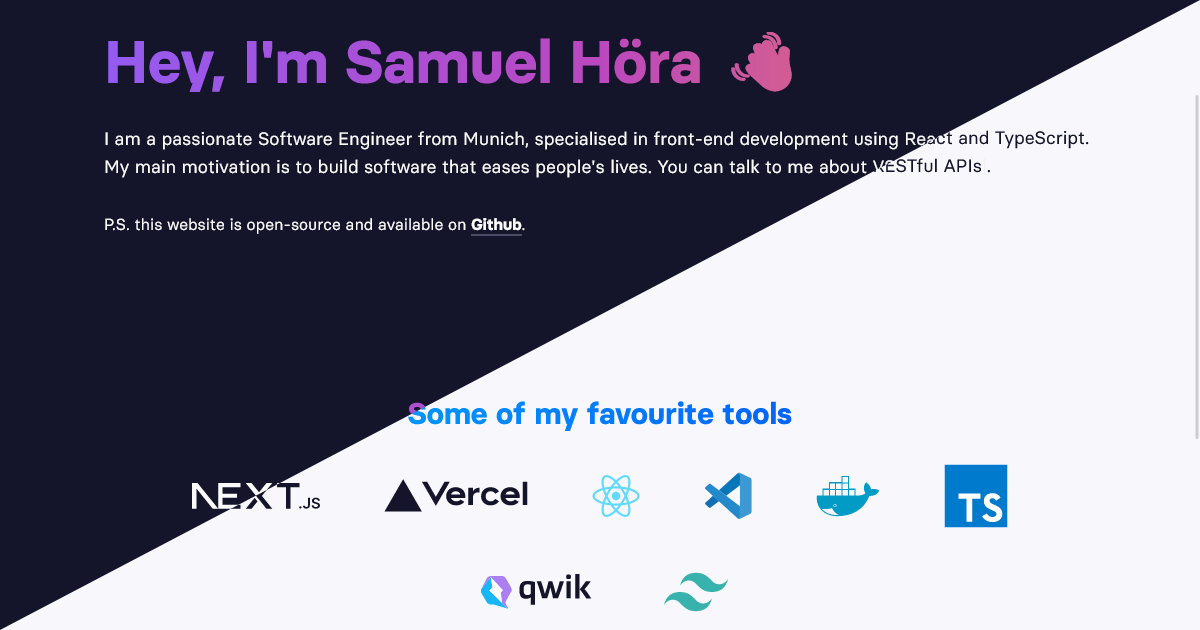 Hey, I'm Samuel Höra
I am a passionate Software Engineer from Munich, specialised in front-end development using React and TypeScript.
My main motivation is to build software that eases people's lives. You can talk to me about
APIs .
P.S. this website is open-source and available on Github.
Some of my favourite tools
NEXT.JS
Vercel
TS
qwik